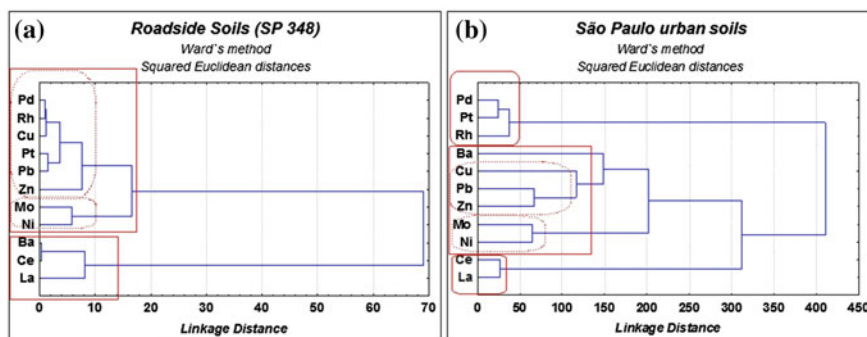 (a)
Roadside Soils (SP 348)
Ward`s method
Squared Euclidean distances
Pd
Rh
Cu
Pt
Pb
Zn
Mo
Ni
Ba
Ce
La
0 10 20 30 40 50 60 70
Linkage Distance
(b)
São Paulo urban soils
Ward`s method
Squared Euclidean distances
Pd
Pt
Rh
Ba
Cu
Pb
Zn
Mo
Ni
Ce
La
0 50 100 150 200 250 300 350 400 450
Linkage Distance